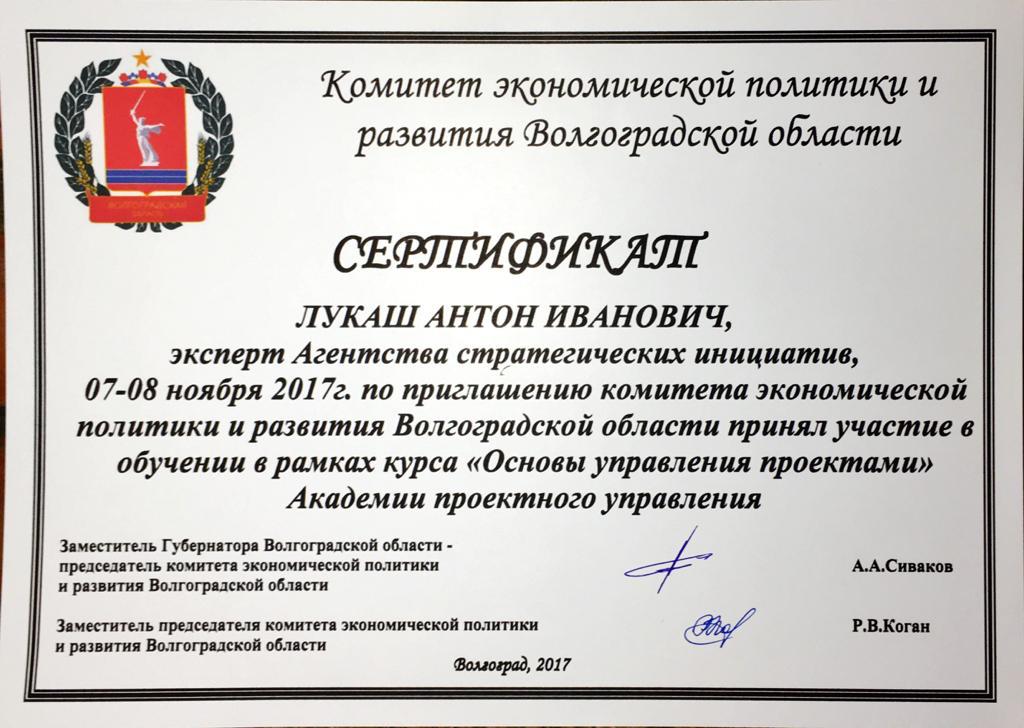 Комитет экономической политики и
развития Волгоградской области
ВОЛГОГРАДСКАЯ
ОБЛАСТЬ
СЕРТИФИКАТ
ЛУКАШ АНТОН ИВАНОВИЧ,
эксперт Агентства стратегических инициатив,
07-08 ноября 2017г. по приглашению комитета экономической
политики и развития Волгоградской области принял участие в
обучении в рамках курса «Основы управления проектами»
Академии проектного управления
Заместитель Губернатора Волгоградской области -
председатель комитета экономической политики
и развития Волгоградской области
А.А.Сиваков
Заместитель председателя комитета экономической политики
и развития Волгоградской области
Р.В.Коган
Волгоград, 2017